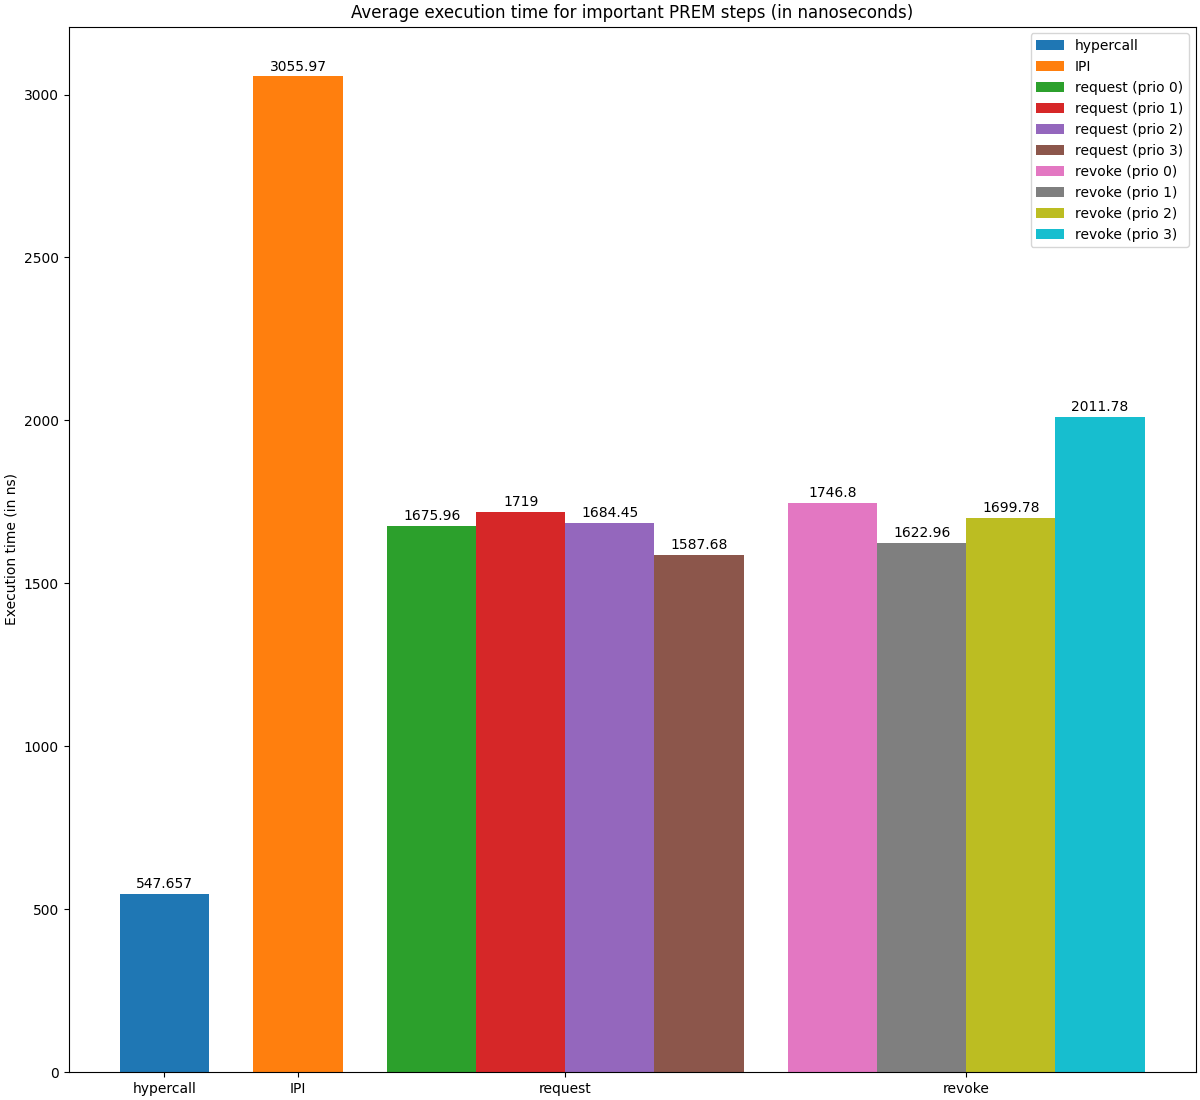 Average execution time for important PREM steps (in nanoseconds)
Execution time (in ns)
3000
2500
2000
1500
1000
500
0
547.657
3055.97
1675.96
1719
1684.45
1587.68
1746.8
1622.96
1699.78
2011.78
hypercall
IPI
request
revoke
hypercall
IPI
request (prio 0)
request (prio 1)
request (prio 2)
request (prio 3)
revoke (prio 0)
revoke (prio 1)
revoke (prio 2)
revoke (prio 3)